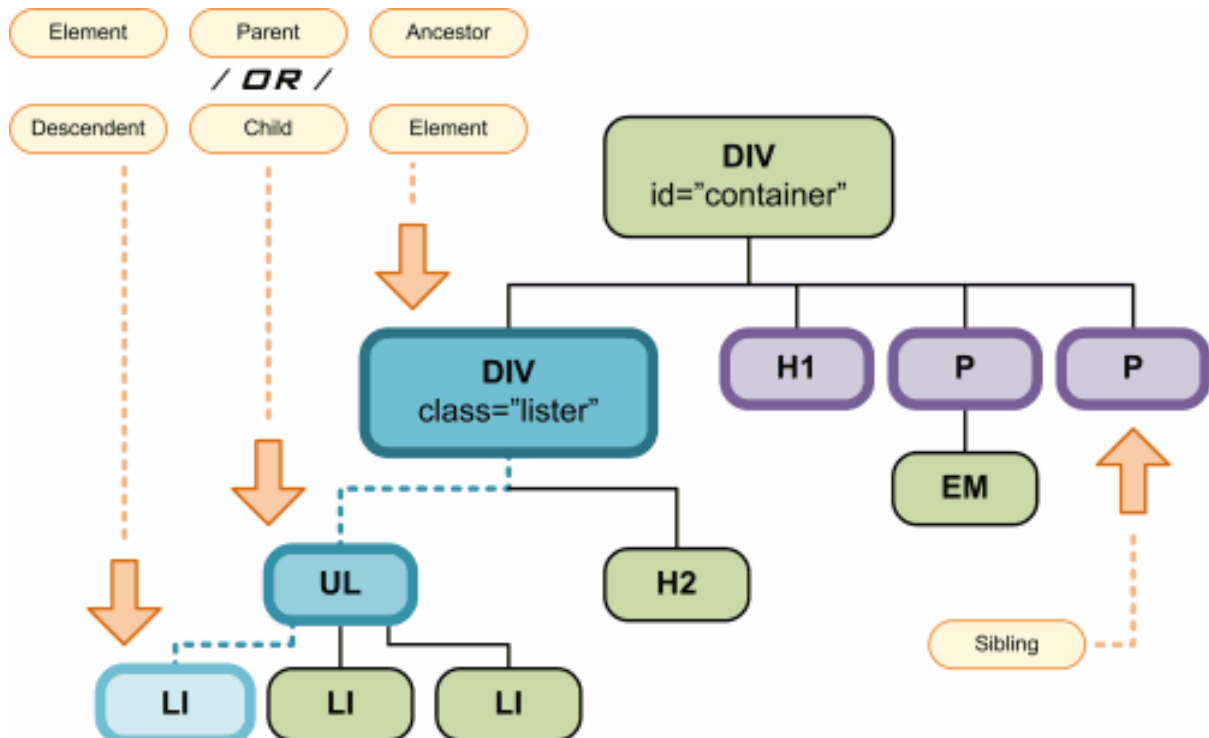 Element
Parent
Ancestor
/ OR /
Descendent
Child
Element
DIV
id=”container”
DIV
class=”lister”
H1
P
P
EM
UL
H2
Sibling
LI
LI
LI